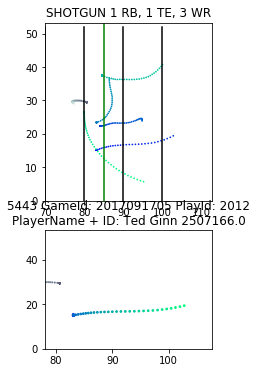 SHOTGUN 1 RB, 1 TE, 3 WR
50
40
30
20
10
0
70 80 90 100 110
5443 GameId: 2017091705 PlayId: 2012
PlayerName + ID: Ted Ginn 2507166.0
40
20
0
80 90 100